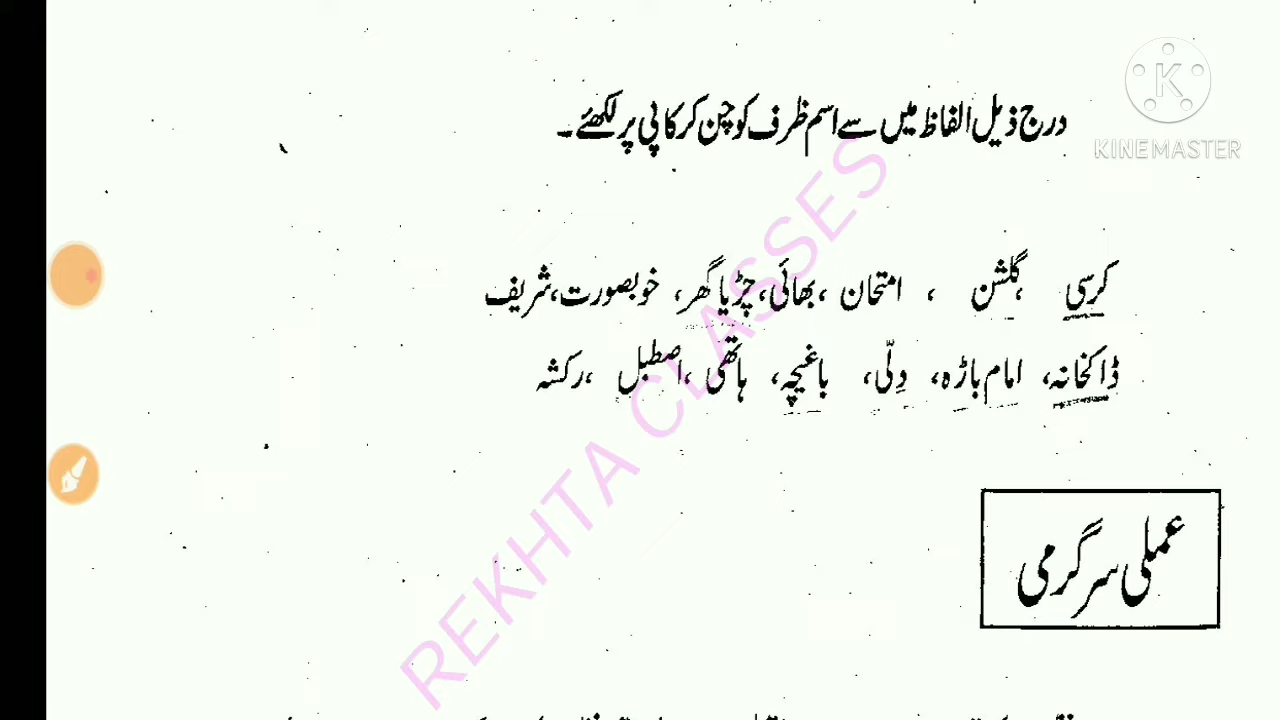 درج ذیل الفاظ میں سے اسم ظرف کو چن کر کاپی پر لکھئے۔
کرسی، گلشن، امتحان، بھائی، چڑیا گھر، خوبصورت، شریف
ڈاکخانہ، امام باڑہ، دِلّی، باغیچہ، ہاتھی، اصطبل، رکشہ
عملی سرگرمی
K
KINEMASTER
REKHTA CLASSES